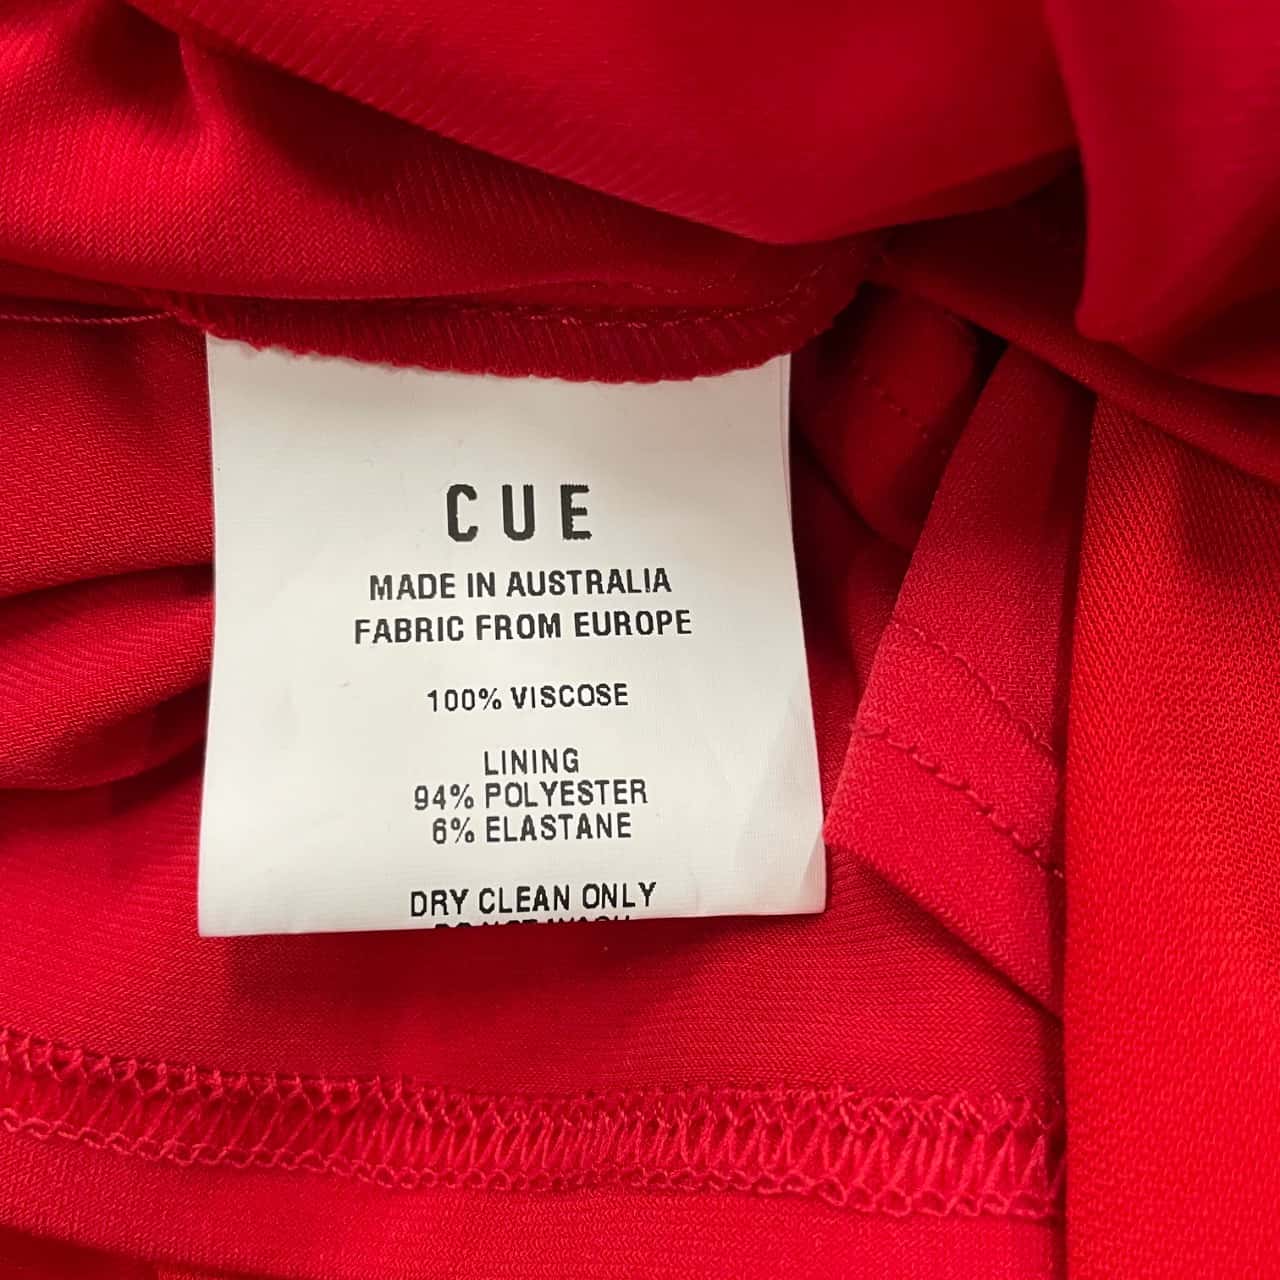 CUE
MADE IN AUSTRALIA
FABRIC FROM EUROPE
100% VISCOSE
LINING
94% POLYESTER
6% ELASTANE
DRY CLEAN ONLY